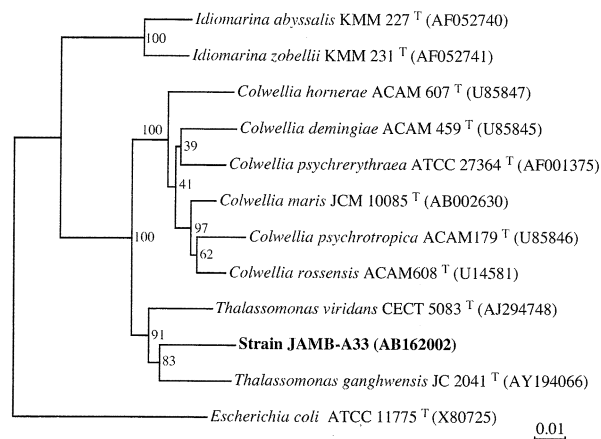 Idiomarina abyssalis KMM 227 T (AF052740)
100
Idiomarina zobellii KMM 231 T (AF052741)
Colwellia hornerae ACAM 607 T (U85847)
100
Colwellia demingiae ACAM 459 T (U85845)
39
Colwellia psychrerythraea ATCC 27364 T (AF001375)
41
Colwellia maris JCM 10085 T (AB002630)
97
Colwellia psychrotropica ACAM179 T (U85846)
100
62
Colwellia rossensis ACAM608 T (U14581)
Thalassomonas viridans CECT 5083 T (AJ294748)
91
Strain JAMB-A33 (AB162002)
83
Thalassomonas ganghwensis JC 2041 T (AY194066)
Escherichia coli ATCC 11775 T (X80725)
0.01